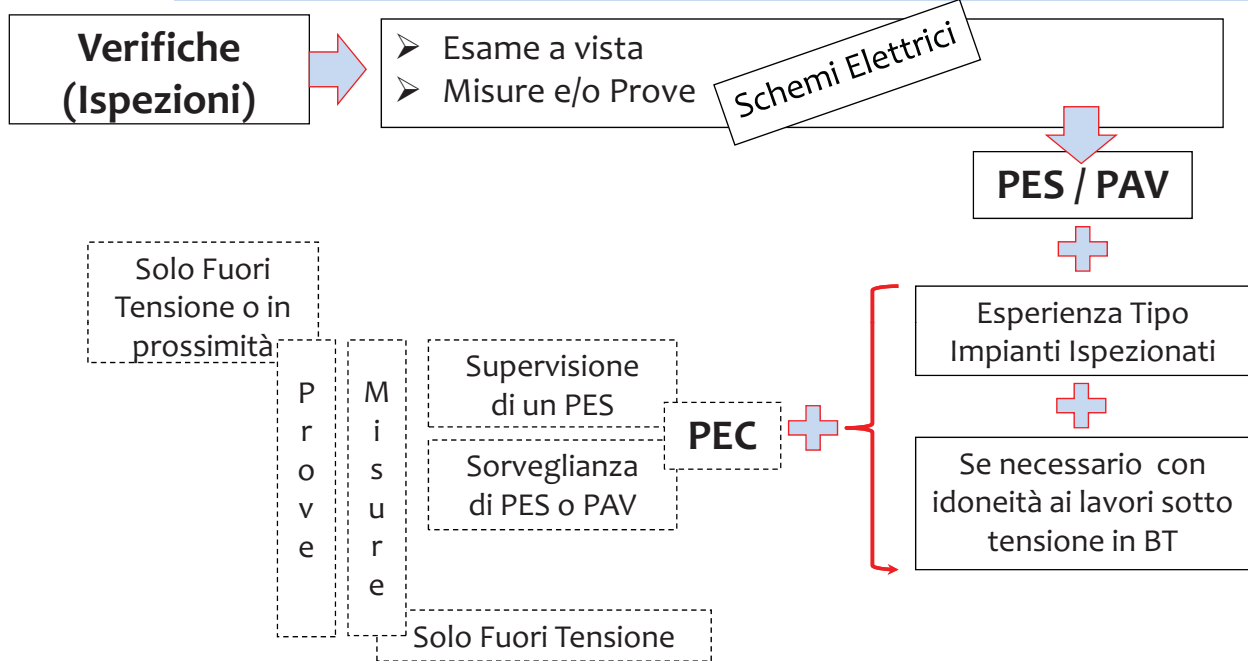 Verifiche
(Ispezioni)
➢ Esame a vista
➢ Misure e/o Prove
Schemi Elettrici
PES / PAV
Solo Fuori
Tensione o in
prossimità
Prove
Misure
Supervisione
di un PES
Sorveglianza
di PES o PAV
PEC
Esperienza Tipo
Impianti Ispezionati
Se necessario con
idoneità ai lavori sotto
tensione in BT
Solo Fuori Tensione